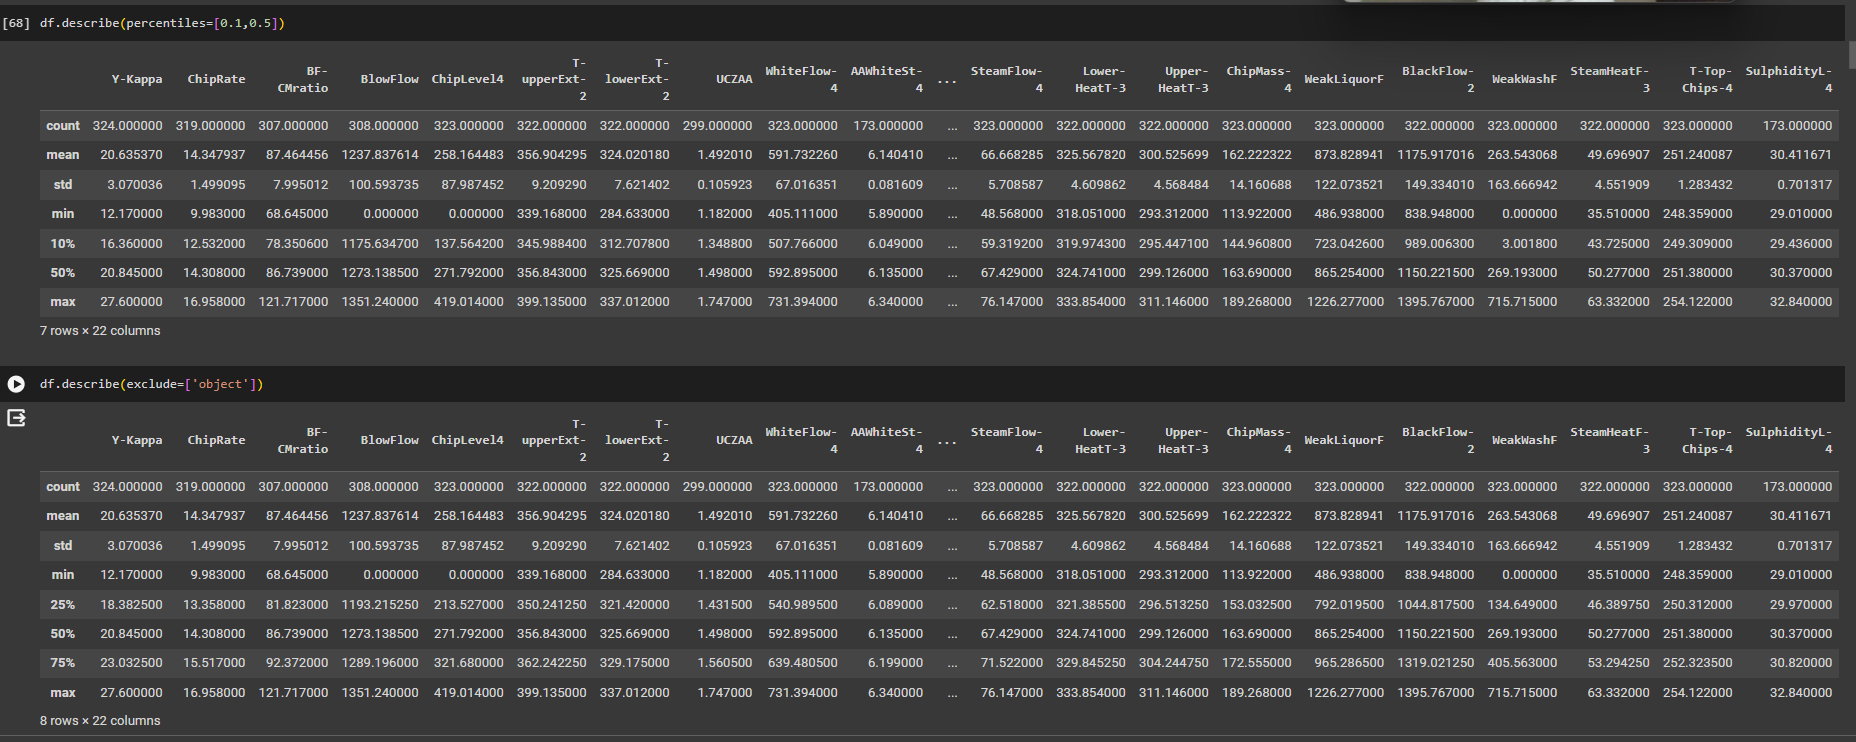 [68] df.describe(percentiles=[0.1,0.5])
Y-Kappa ChipRate BF-CMratio BlowFlow ChipLevel4 T-upperExt-2 T-lowerExt-2 UCZAA WhiteFlow-4 AAWhiteSt-4 ... SteamFlow-4 Lower-HeatT-3 Upper-HeatT-3 ChipMass-4 WeakLiquorF BlackFlow-2 WeakWashF SteamHeatF-3 T-Top-Chips-4 SulphidityL-4
count 324.000000 319.000000 307.000000 308.000000 323.000000 322.000000 322.000000 299.000000 323.000000 173.000000 ... 323.000000 322.000000 322.000000 323.000000 323.000000 322.000000 323.000000 322.000000 323.000000 173.000000
mean 20.635370 14.347937 87.464456 1237.837614 258.164483 356.904295 324.020180 1.492010 591.732260 6.140410 ... 66.668285 325.567820 300.525699 162.222322 873.828941 1175.917016 263.543068 49.696907 251.240087 30.411671
std 3.070036 1.499095 7.995012 100.593735 87.987452 9.209290 7.621402 0.105923 67.016351 0.081609 ... 5.708587 4.609862 4.568484 14.160688 122.073521 149.334010 163.666942 4.551909 1.283432 0.701317
min 12.170000 9.983000 68.645000 0.000000 0.000000 339.168000 284.633000 1.182000 405.111000 5.890000 ... 48.568000 318.051000 293.312000 113.922000 486.938000 838.948000 0.000000 35.510000 248.359000 29.010000
10% 16.360000 12.532000 78.350600 1175.634700 137.564200 345.988400 312.707800 1.348800 507.766000 6.049000 ... 59.319200 319.974300 295.447100 144.960800 723.042600 989.006300 3.001800 43.725000 249.309000 29.436000
50% 20.845000 14.308000 86.739000 1273.138500 271.792000 356.843000 325.669000 1.498000 592.895000 6.135000 ... 67.429000 324.741000 299.126000 163.690000 865.254000 1150.221500 269.193000 50.277000 251.380000 30.370000
max 27.600000 16.958000 121.717000 1351.240000 419.014000 399.135000 337.012000 1.747000 731.394000 6.340000 ... 76.147000 333.854000 311.146000 189.268000 1226.277000 1395.767000 715.715000 63.332000 254.122000 32.840000
7 rows × 22 columns
df.describe(exclude=['object'])
Y-Kappa ChipRate BF-CMratio BlowFlow ChipLevel4 T-upperExt-2 T-lowerExt-2 UCZAA WhiteFlow-4 AAWhiteSt-4 ... SteamFlow-4 Lower-HeatT-3 Upper-HeatT-3 ChipMass-4 WeakLiquorF BlackFlow-2 WeakWashF SteamHeatF-3 T-Top-Chips-4 SulphidityL-4
count 324.000000 319.000000 307.000000 308.000000 323.000000 322.000000 322.000000 299.000000 323.000000 173.000000 ... 323.000000 322.000000 322.000000 323.000000 323.000000 322.000000 323.000000 322.000000 323.000000 173.000000
mean 20.635370 14.347937 87.464456 1237.837614 258.164483 356.904295 324.020180 1.492010 591.732260 6.140410 ... 66.668285 325.567820 300.525699 162.222322 873.828941 1175.917016 263.543068 49.696907 251.240087 30.411671
std 3.070036 1.499095 7.995012 100.593735 87.987452 9.209290 7.621402 0.105923 67.016351 0.081609 ... 5.708587 4.609862 4.568484 14.160688 122.073521 149.334010 163.666942 4.551909 1.283432 0.701317
min 12.170000 9.983000 68.645000 0.000000 0.000000 339.168000 284.633000 1.182000 405.111000 5.890000 ... 48.568000 318.051000 293.312000 113.922000 486.938000 838.948000 0.000000 35.510000 248.359000 29.010000
25% 18.382500 13.358000 81.823000 1193.215250 213.527000 350.241250 321.420000 1.431500 540.989500 6.089000 ... 62.518000 321.385500 296.513250 153.032500 792.019500 1044.817500 134.649000 46.389750 250.312000 29.970000
50% 20.845000 14.308000 86.739000 1273.138500 271.792000 356.843000 325.669000 1.498000 592.895000 6.135000 ... 67.429000 324.741000 299.126000 163.690000 865.254000 1150.221500 269.193000 50.277000 251.380000 30.370000
75% 23.032500 15.517000 92.372000 1289.196000 321.680000 362.242250 329.175000 1.560500 639.480500 6.199000 ... 71.522000 329.845250 304.244750 172.555000 965.286500 1319.021250 405.563000 53.294250 252.323500 30.820000
max 27.600000 16.958000 121.717000 1351.240000 419.014000 399.135000 337.012000 1.747000 731.394000 6.340000 ... 76.147000 333.854000 311.146000 189.268000 1226.277000 1395.767000 715.715000 63.332000 254.122000 32.840000
8 rows × 22 columns